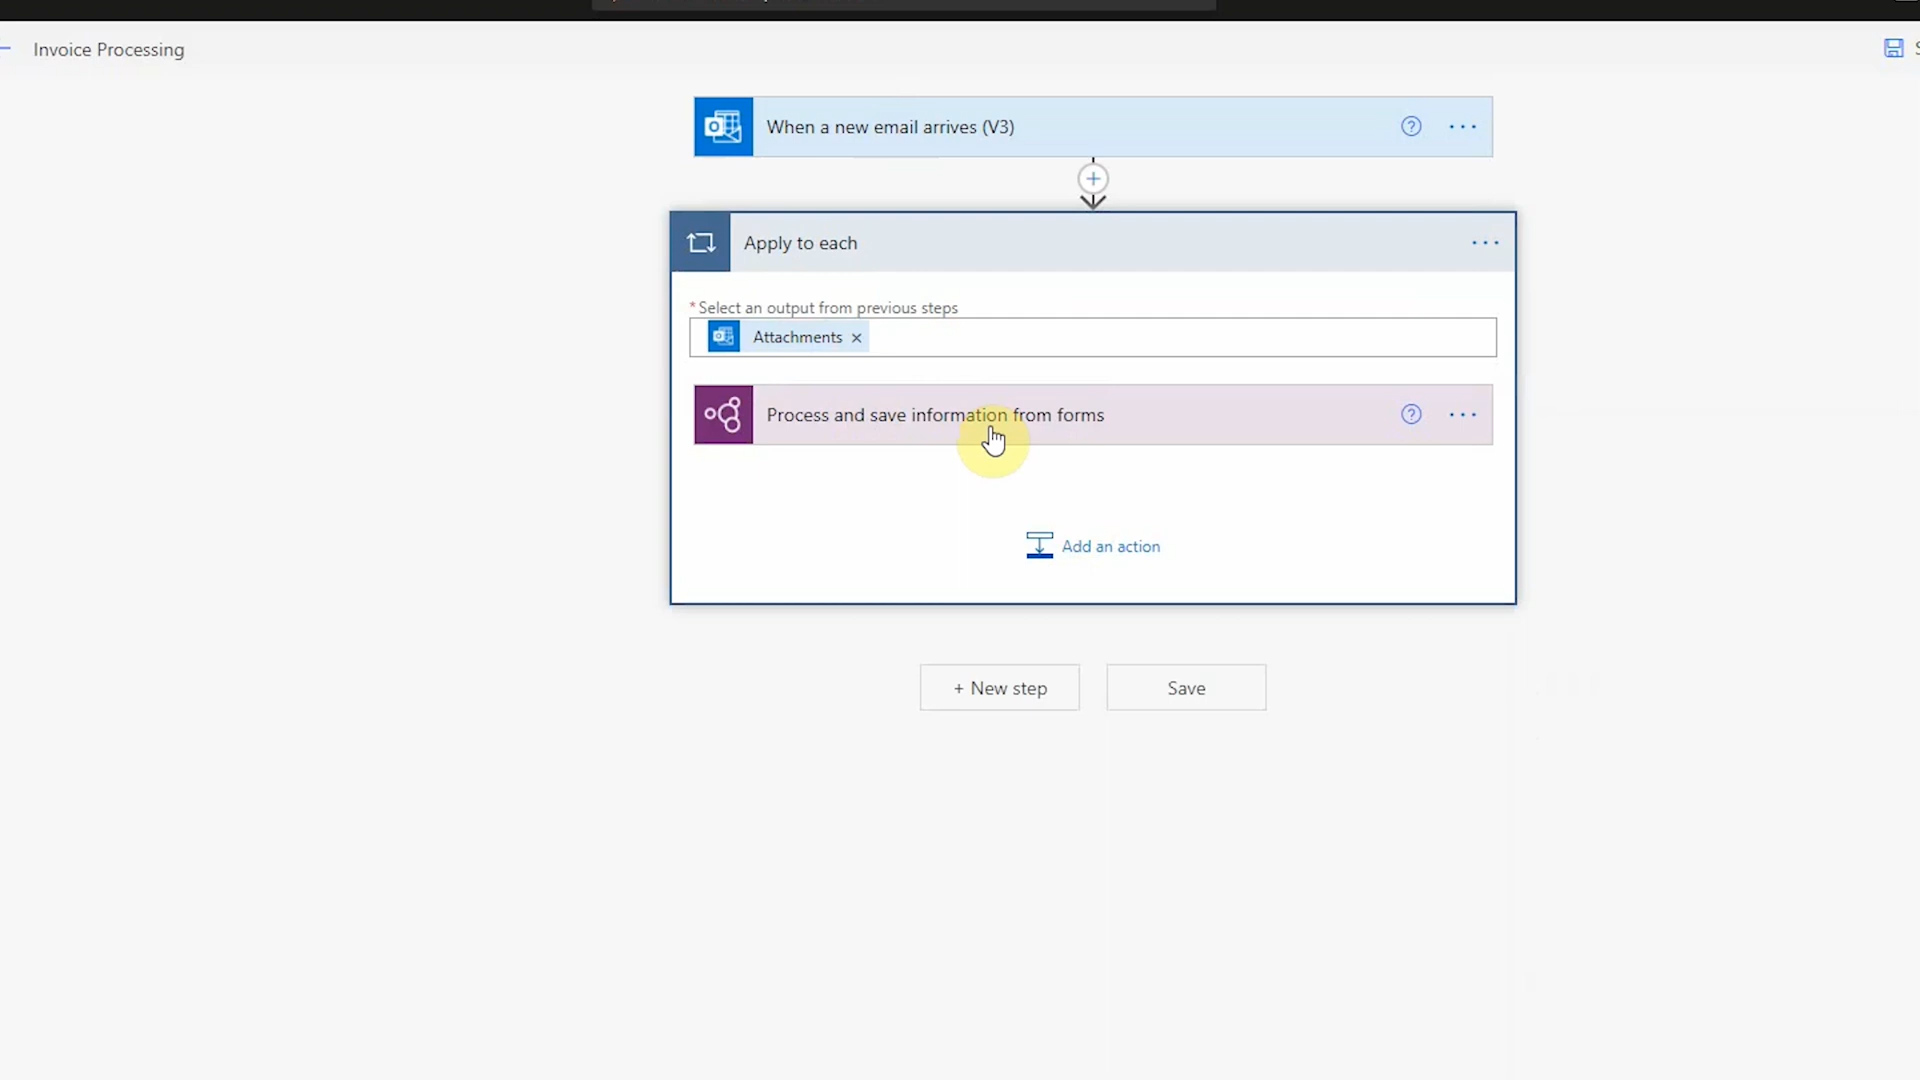 Invoice Processing
When a new email arrives (V3)
Apply to each
* Select an output from previous steps
Attachments
Process and save information from forms
Add an action
+ New step
Save